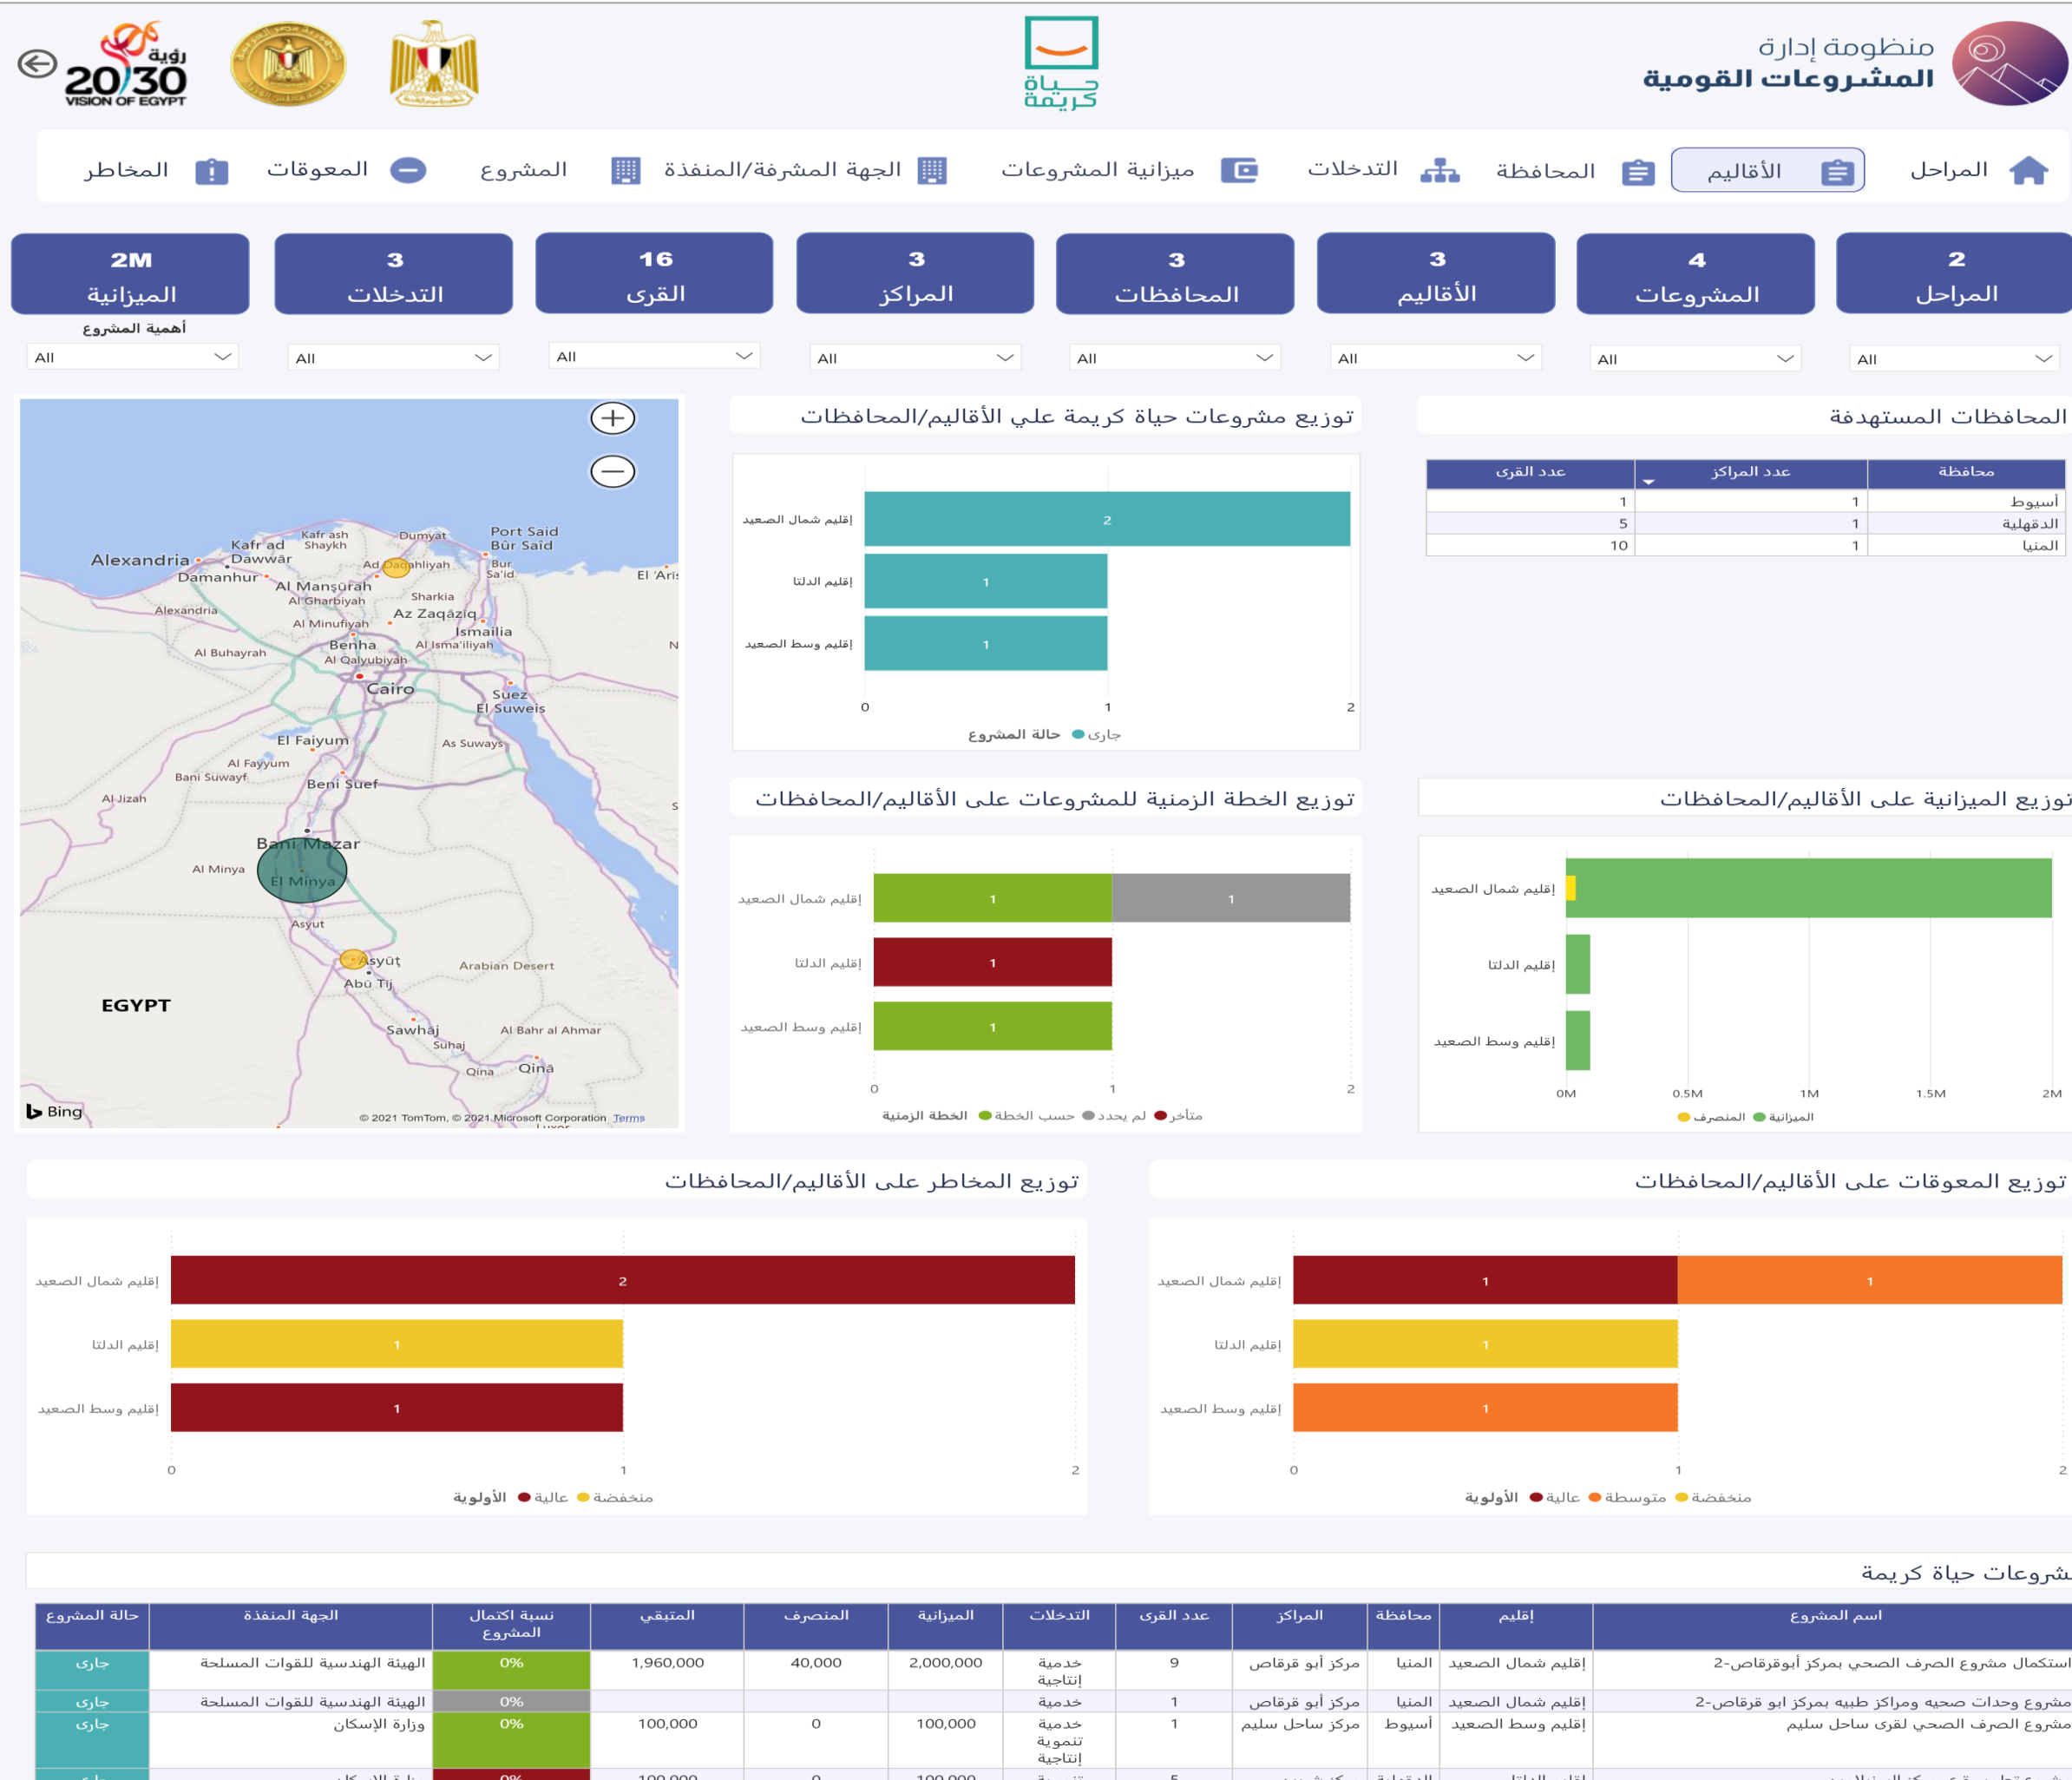 منظومة إدارة
المشروعات القومية
حياة
كريمة
رؤية
20/30
VISION OF EGYPT
المراحل
الأقاليم
المحافظة
التدخلات
ميزانية المشروعات
الجهة المشرفة/المنفذة
المشروع
المعوقات
المخاطر
2 المراحل
4 المشروعات
3 الأقاليم
3 المحافظات
3 المراكز
16 القرى
3 التدخلات
2M الميزانية
أهمية المشروع
All All All All All All All All
المحافظات المستهدفة
محافظة عدد المراكز عدد القرى
أسيوط 1 1
الدقهلية 1 5
المنيا 1 10
توزيع مشروعات حياة كريمة علي الأقاليم/المحافظات
إقليم شمال الصعيد 2
إقليم الدلتا 1
إقليم وسط الصعيد 1
0 1 2
حالة المشروع جارى
Port Said
Bûr Saîd
Kafr ash
Shaykh
Dumyat
Kafr ad
Dawwâr
Alexandria
Damanhur
Ad Daqahliyah
Bur
Sa'id
El 'Arîs
Al Manşûrah
Al Gharbiyah
Sharkia
Alexandria
Az Zaqâzîq
Al Minufiyah
Ismailia
Benha
Al Isma'iliyah
Al Buhayrah
Al Qalyubiyah
N
Cairo
Suez
El Suweis
El Faiyum
As Suways
Al Fayyum
Bani Suwayf
Beni Suef
Al Jizah
S
Bani Mazar
Al Minya
El Minya
Asyut
Asyûţ
Arabian Desert
Abû Tîj
EGYPT
Sawhâj
Al Bahr al Ahmar
Suhaj
Qina
Qinâ
Bing
© 2021 TomTom, © 2021 Microsoft Corporation Terms
توزيع الميزانية على الأقاليم/المحافظات
إقليم شمال الصعيد
إقليم الدلتا
إقليم وسط الصعيد
0M 0.5M 1M 1.5M 2M
الميزانية المنصرف
توزيع الخطة الزمنية للمشروعات على الأقاليم/المحافظات
إقليم شمال الصعيد 1 1
إقليم الدلتا 1
إقليم وسط الصعيد 1
0 1 2
الخطة الزمنية حسب الخطة لم يحدد متأخر
توزيع المعوقات على الأقاليم/المحافظات
إقليم شمال الصعيد 1 1
إقليم الدلتا 1
إقليم وسط الصعيد 1
0 1 2
الأولوية عالية متوسطة منخفضة
توزيع المخاطر على الأقاليم/المحافظات
إقليم شمال الصعيد 2
إقليم الدلتا 1
إقليم وسط الصعيد 1
0 1 2
الأولوية عالية منخفضة
حياة كريمة
اسم المشروع إقليم محافظة المراكز عدد القرى التدخلات الميزانية المنصرف المتبقي نسبة اكتمال المشروع الجهة المنفذة حالة المشروع
استكمال مشروع الصرف الصحي بمركز أبوقرقاص-2 إقليم شمال الصعيد المنيا مركز أبو قرقاص 9 خدمية إنتاجية 2,000,000 40,000 1,960,000 0% الهيئة الهندسية للقوات المسلحة جارى
مشروع وحدات صحيه ومراكز طبيه بمركز ابو قرقاص-2 إقليم شمال الصعيد المنيا مركز أبو قرقاص 1 خدمية 0% الهيئة الهندسية للقوات المسلحة جارى
مشروع الصرف الصحي لقرى ساحل سليم إقليم وسط الصعيد أسيوط مركز ساحل سليم 1 خدمية تنموية إنتاجية 100,000 0 100,000 0% وزارة الإسكان جارى